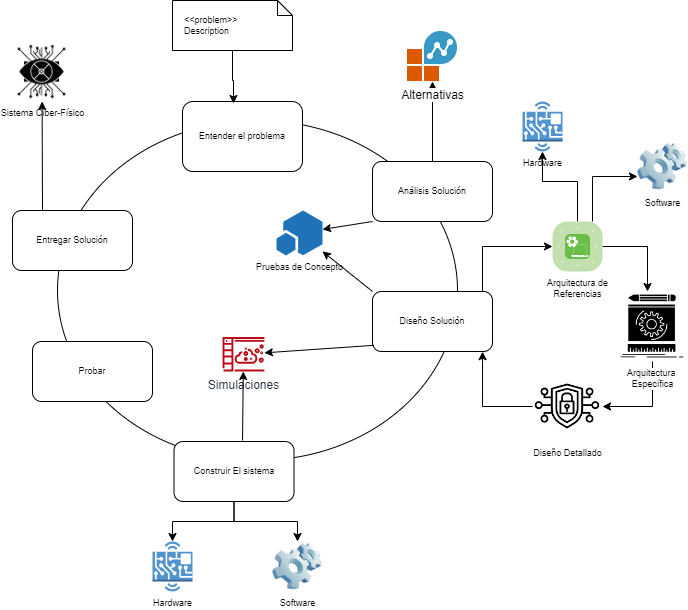 <<problem>>
Description
Alternativas
Sistema Ciber-Físico
Entender el problema
Hardware
Software
Análisis Solución
Entregar Solución
Pruebas de Concepto
Arquitectura de
Referencias
Diseño Solución
Simulaciones
Arquitectura
Específica
Probar
Diseño Detallado
Construir El sistema
Hardware
Software